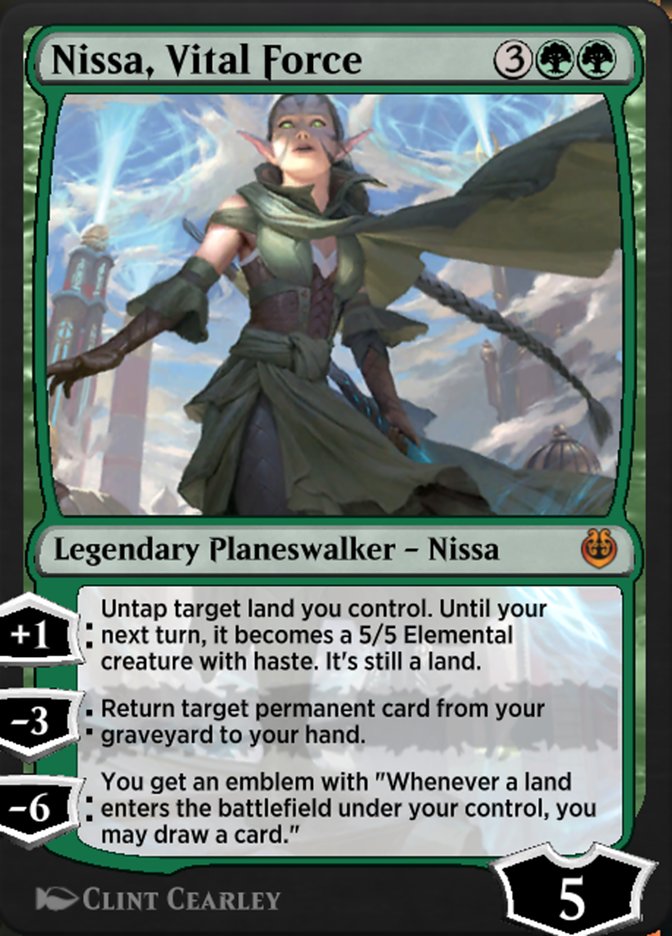 Nissa, Vital Force 3
Legendary Planeswalker – Nissa
+1: Untap target land you control. Until your
next turn, it becomes a 5/5 Elemental
creature with haste. It's still a land.
−3: Return target permanent card from your
graveyard to your hand.
−6: You get an emblem with "Whenever a land
enters the battlefield under your control, you
may draw a card."
5
CLINT CEARLEY